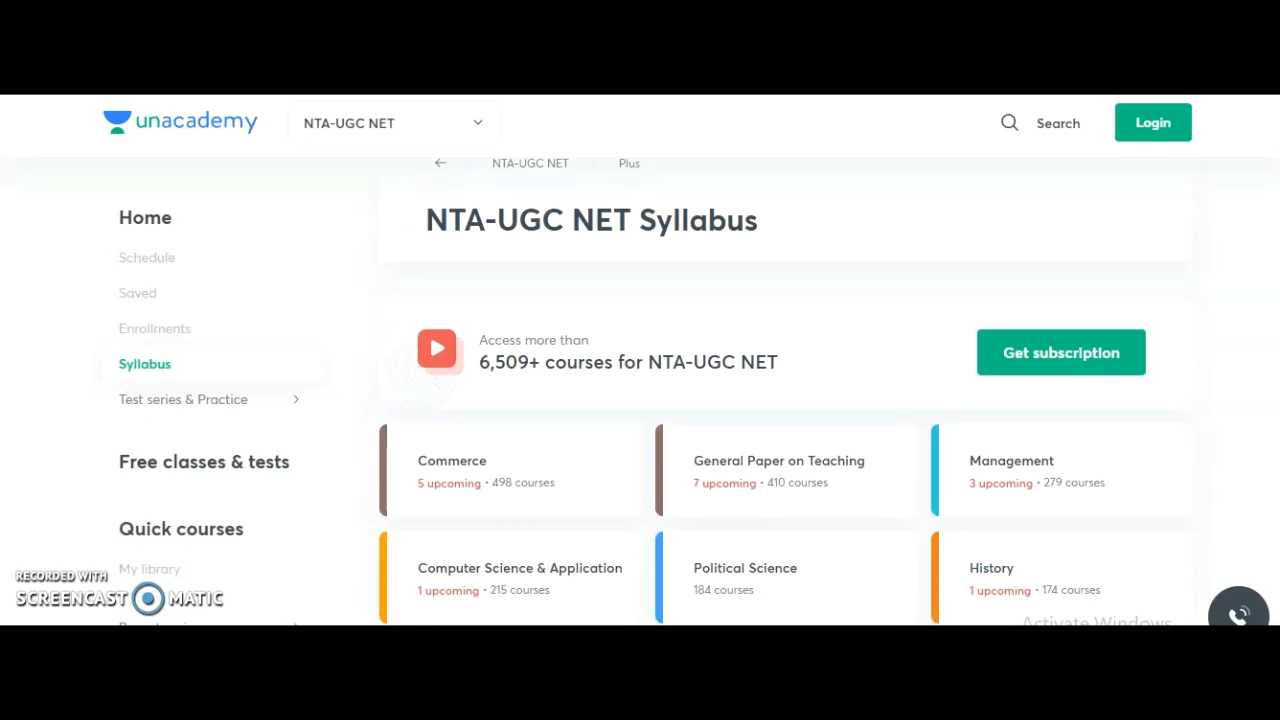 unacademy
NTA-UGC NET
Search
Login
NTA-UGC NET
Plus
Home
Schedule
Saved
Enrollments
Syllabus
Test series & Practice
Free classes & tests
Quick courses
My library
NTA-UGC NET Syllabus
Access more than
6,509+ courses for NTA-UGC NET
Get subscription
Commerce
5 upcoming • 498 courses
General Paper on Teaching
7 upcoming • 410 courses
Management
3 upcoming • 279 courses
Computer Science & Application
1 upcoming • 215 courses
Political Science
184 courses
History
1 upcoming • 174 courses
Activate Windows
RECORDED WITH
SCREENCAST MATIC